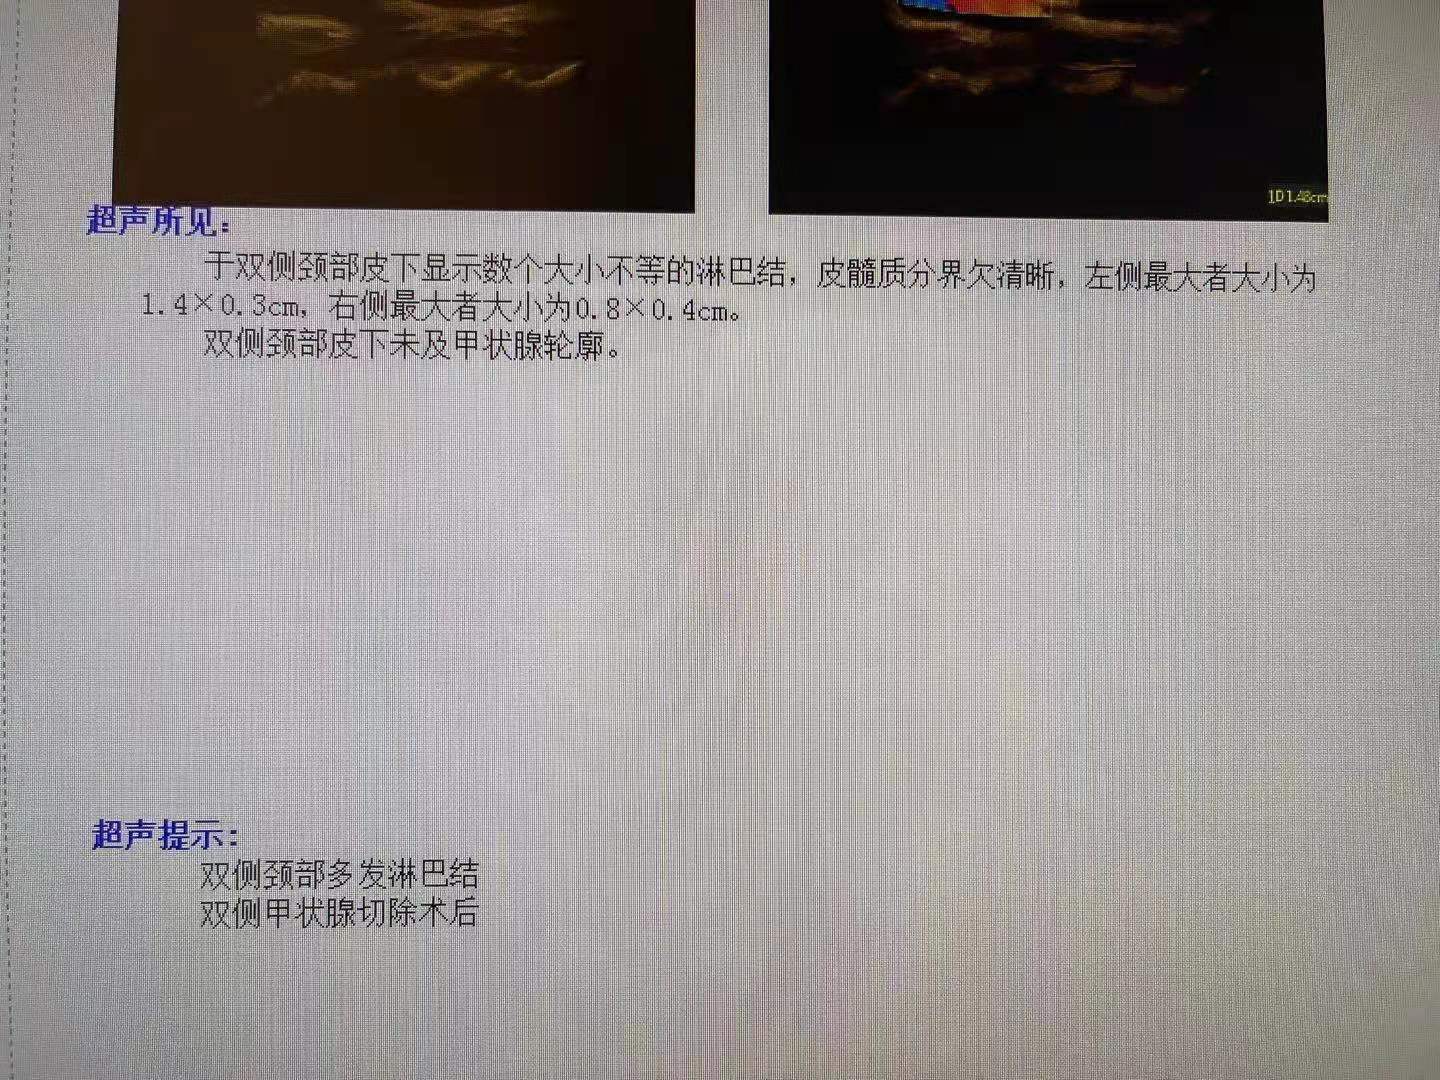 1D1.48cm
超声所见：
于双侧颈部皮下显示数个大小不等的淋巴结，皮髓质分界欠清晰，左侧最大者大小为
1.4×0.3cm，右侧最大者大小为0.8×0.4cm。
双侧颈部皮下未及甲状腺轮廓。
超声提示：
双侧颈部多发淋巴结
双侧甲状腺切除术后